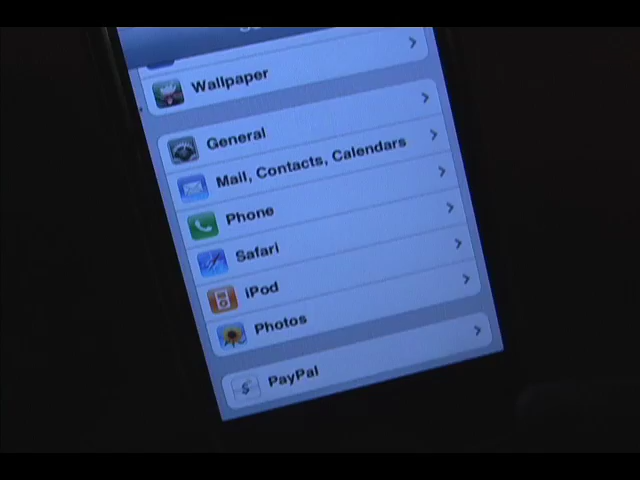 Wallpaper
General
Mail, Contacts, Calendars
Phone
Safari
iPod
Photos
PayPal